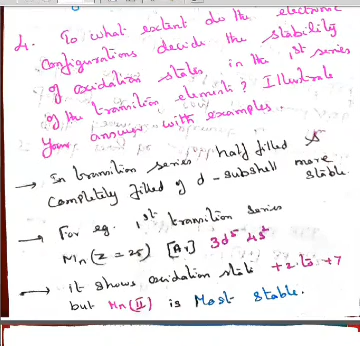 4. To what extent do the electronic
configurations decide the stability
of oxidation states in the 1st series
of the transition elements? Illustrate
your answer with examples.
→ In transition series half filled &
completely filled of d-subshell more
stable.
→ For eg. 1st transition series
Mn (Z = 25) [Ar] 3d⁵ 4s²
→ it shows oxidation state +2 to +7
but Mn (II) is Most stable.